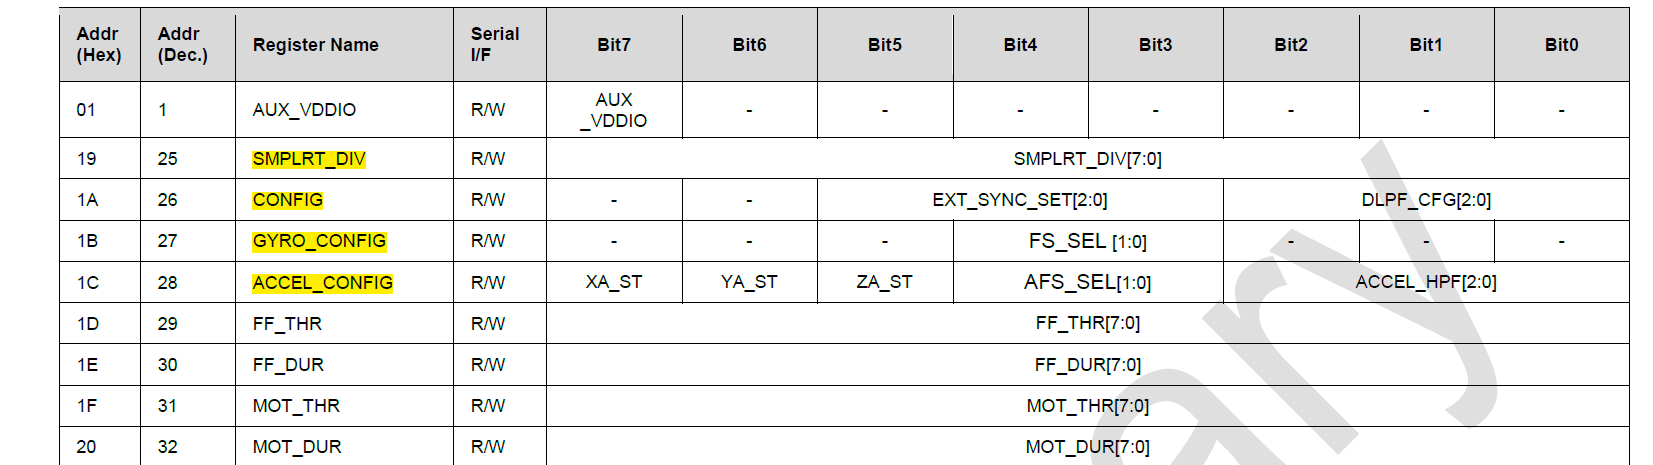 Addr (Hex) Addr (Dec.) Register Name Serial I/F Bit7 Bit6 Bit5 Bit4 Bit3 Bit2 Bit1 Bit0
01 1 AUX_VDDIO R/W AUX _VDDIO - - - - - - -
19 25 SMPLRT_DIV R/W SMPLRT_DIV[7:0]
1A 26 CONFIG R/W - - EXT_SYNC_SET[2:0] DLPF_CFG[2:0]
1B 27 GYRO_CONFIG R/W - - - FS_SEL [1:0] - - -
1C 28 ACCEL_CONFIG R/W XA_ST YA_ST ZA_ST AFS_SEL[1:0] ACCEL_HPF[2:0]
1D 29 FF_THR R/W FF_THR[7:0]
1E 30 FF_DUR R/W FF_DUR[7:0]
1F 31 MOT_THR R/W MOT_THR[7:0]
20 32 MOT_DUR R/W MOT_DUR[7:0]
ary